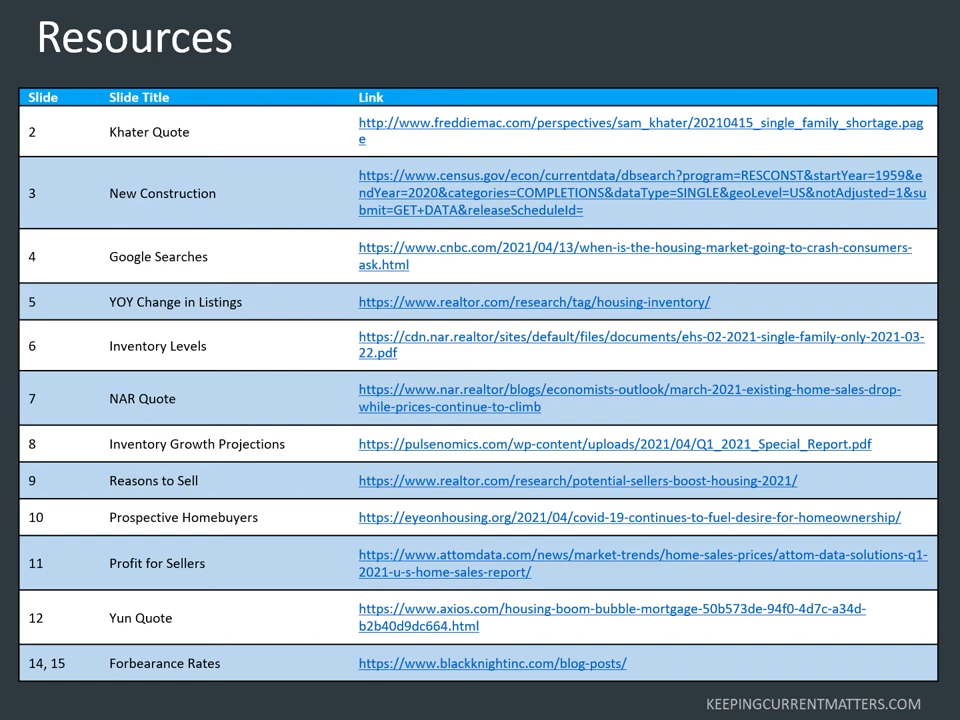 Resources
Slide Slide Title Link
2 Khater Quote http://www.freddiemac.com/perspectives/sam_khater/20210415_single_family_shortage.pag
e
3 New Construction https://www.census.gov/econ/currentdata/dbsearch?program=RESCONST&startYear=1959&e
ndYear=2020&categories=COMPLETIONS&dataType=SINGLE&geoLevel=US&notAdjusted=1&su
bmit=GET+DATA&releaseScheduleId=
4 Google Searches https://www.cnbc.com/2021/04/13/when-is-the-housing-market-going-to-crash-consumers-
ask.html
5 YOY Change in Listings https://www.realtor.com/research/tag/housing-inventory/
6 Inventory Levels https://cdn.nar.realtor/sites/default/files/documents/ehs-02-2021-single-family-only-2021-03-
22.pdf
7 NAR Quote https://www.nar.realtor/blogs/economists-outlook/march-2021-existing-home-sales-drop-
while-prices-continue-to-climb
8 Inventory Growth Projections https://pulsenomics.com/wp-content/uploads/2021/04/Q1_2021_Special_Report.pdf
9 Reasons to Sell https://www.realtor.com/research/potential-sellers-boost-housing-2021/
10 Prospective Homebuyers https://eyeonhousing.org/2021/04/covid-19-continues-to-fuel-desire-for-homeownership/
11 Profit for Sellers https://www.attomdata.com/news/market-trends/home-sales-prices/attom-data-solutions-q1-
2021-u-s-home-sales-report/
12 Yun Quote https://www.axios.com/housing-boom-bubble-mortgage-50b573de-94f0-4d7c-a34d-
b2b40d9dc664.html
14, 15 Forbearance Rates https://www.blackknightinc.com/blog-posts/
KEEPINGCURRENTMATTERS.COM